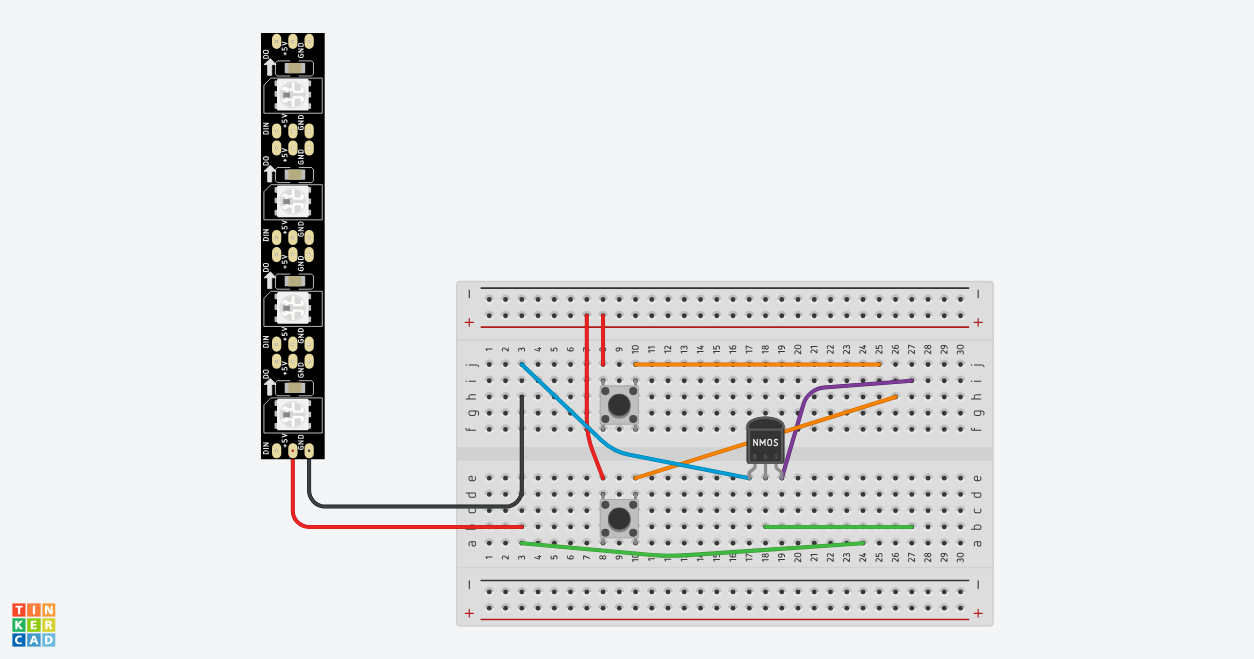 DO +5V GND
DIN +5V GND
DO +5V GND
DIN +5V GND
DO +5V GND
DIN +5V GND
DO +5V GND
DIN +5V GND
− −
+ +
1 2 3 4 5 6 7 8 9 10 11 12 13 14 15 16 17 18 19 20 21 22 23 24 25 26 27 28 29 30
j j
i i
h h
g g
f f
NMOS
D G S
e e
d d
c c
b b
a a
1 2 3 4 5 6 7 8 9 10 11 12 13 14 15 16 17 18 19 20 21 22 23 24 25 26 27 28 29 30
− −
+ +
TIN
KER
CAD